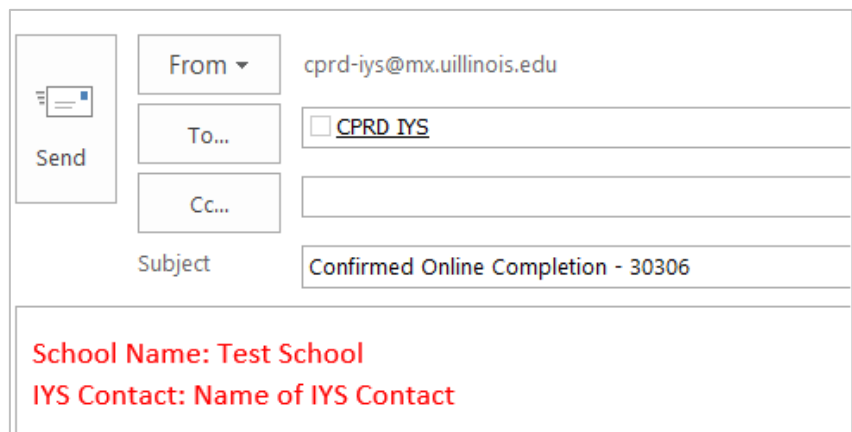 From
cprd-iys@mx.uillinois.edu
Send
To...
CPRD IYS
Cc...
Subject
Confirmed Online Completion - 30306
School Name: Test School
IYS Contact: Name of IYS Contact